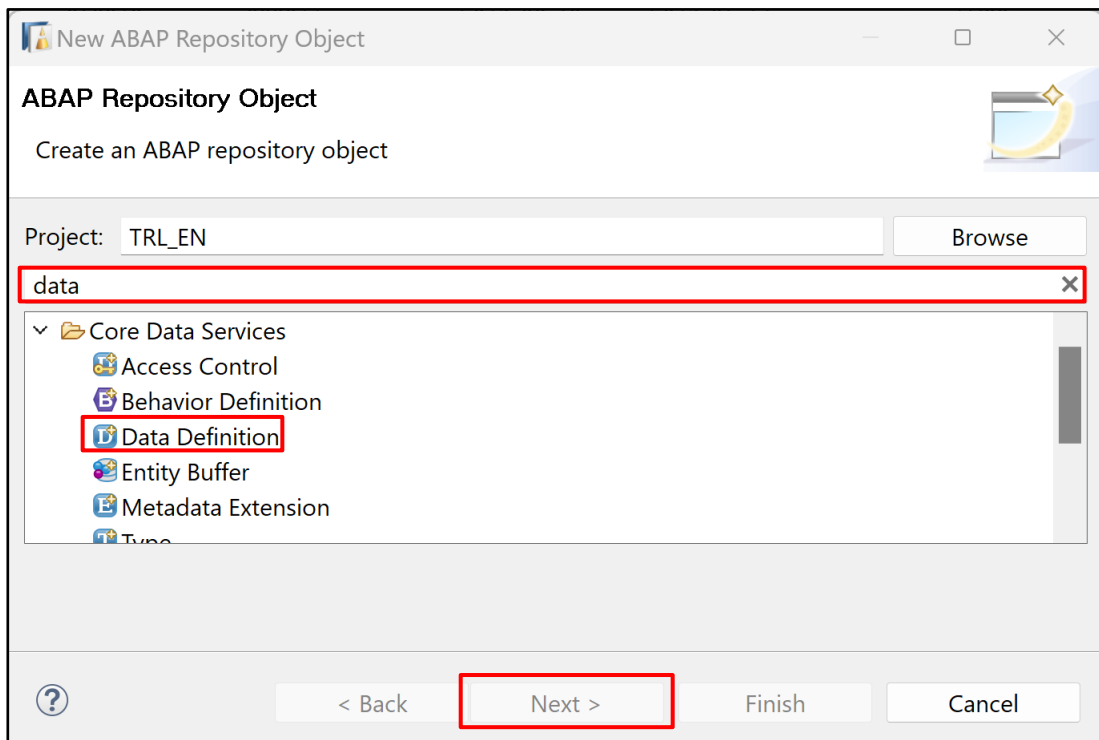 New ABAP Repository Object
ABAP Repository Object
Create an ABAP repository object
Project: TRL_EN Browse
data
Core Data Services
Access Control
Behavior Definition
Data Definition
Entity Buffer
Metadata Extension
Type
< Back Next > Finish Cancel